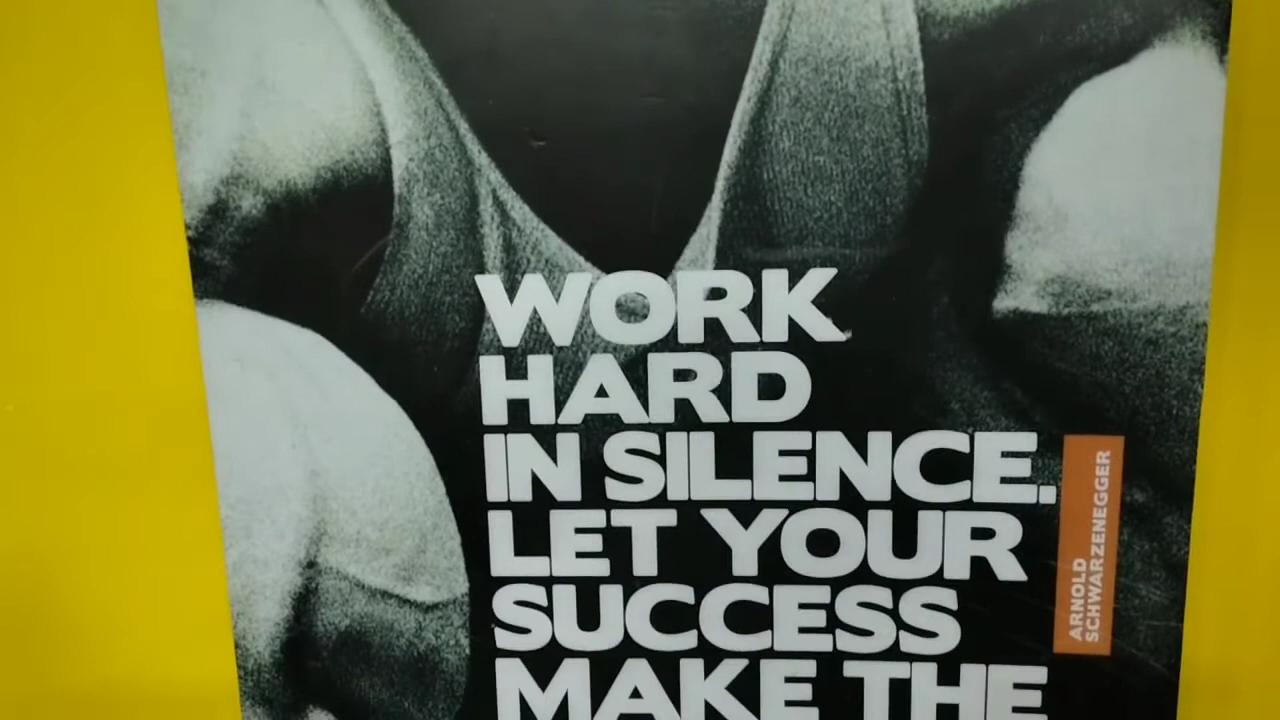 WORK
HARD
IN SILENCE.
LET YOUR
SUCCESS
MAKE THE
ARNOLD
SCHWARZENEGGER